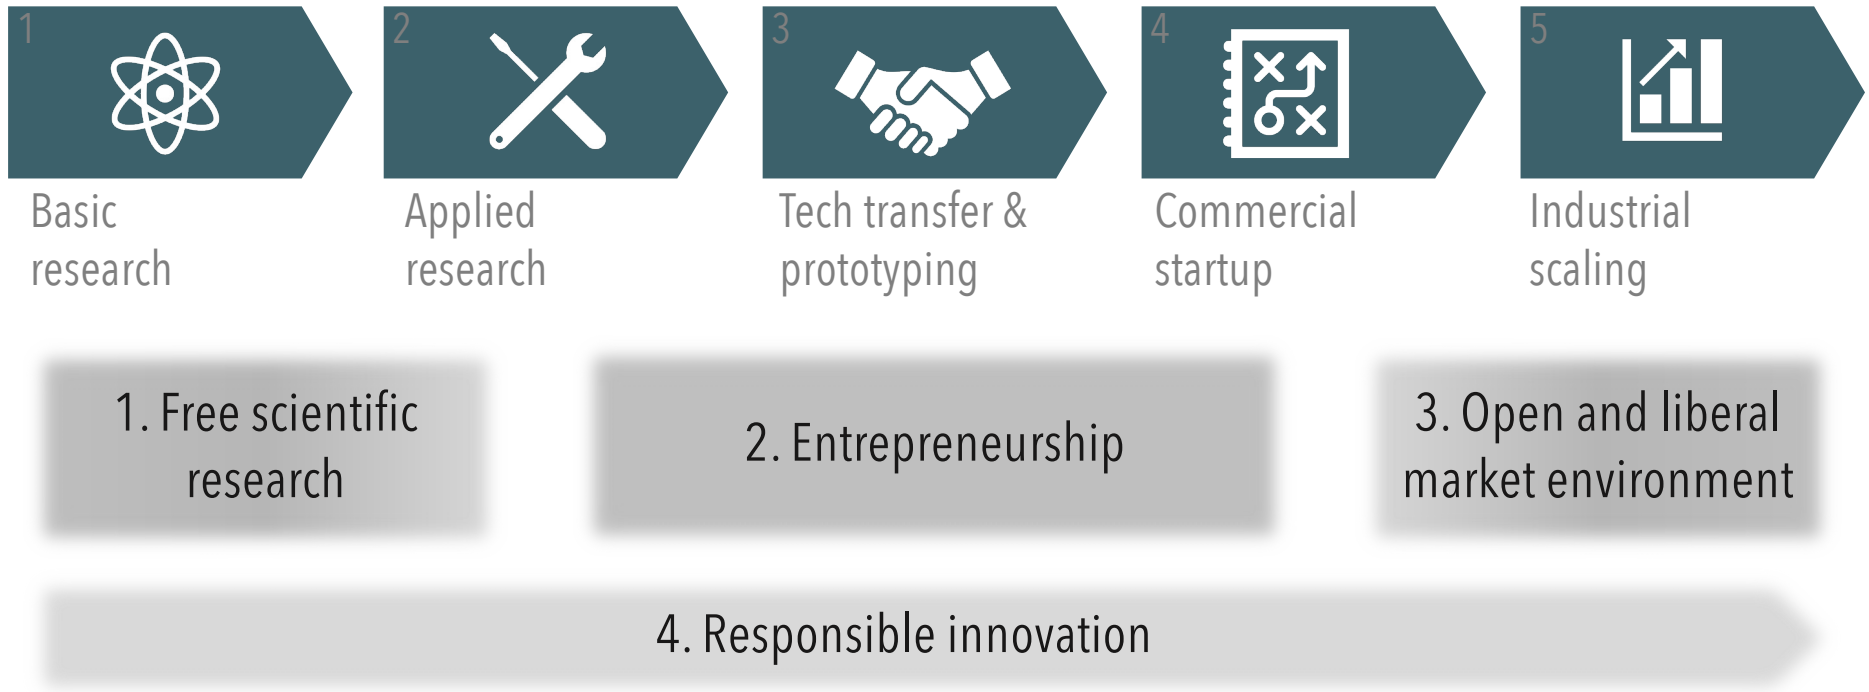 1
2
3
4
5
Basic
research
Applied
research
Tech transfer &
prototyping
Commercial
startup
Industrial
scaling
1. Free scientific
research
2. Entrepreneurship
3. Open and liberal
market environment
4. Responsible innovation